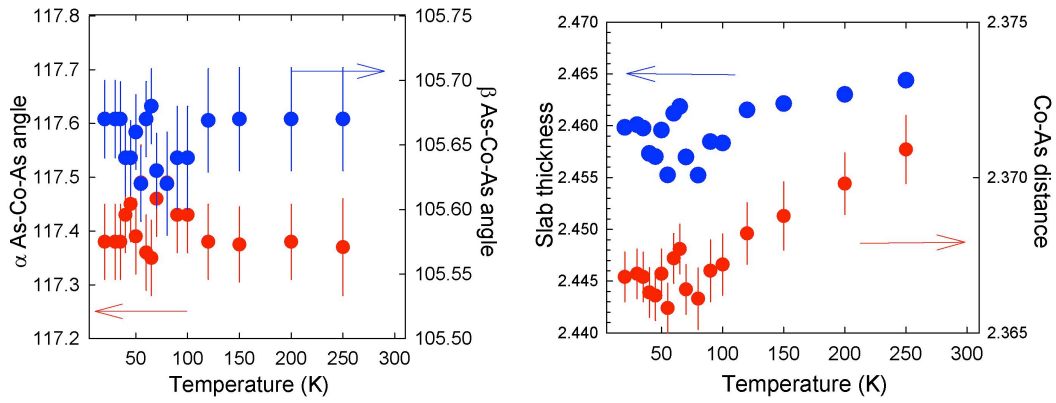 117.8
117.7
117.6
117.5
117.4
117.3
117.2
α As-Co-As angle
105.75
105.70
105.65
105.60
105.55
105.50
β As-Co-As angle
50 100 150 200 250 300
Temperature (K)
2.470
2.465
2.460
2.455
2.450
2.445
2.440
Slab thickness
2.375
2.370
2.365
Co-As distance
50 100 150 200 250 300
Temperature (K)